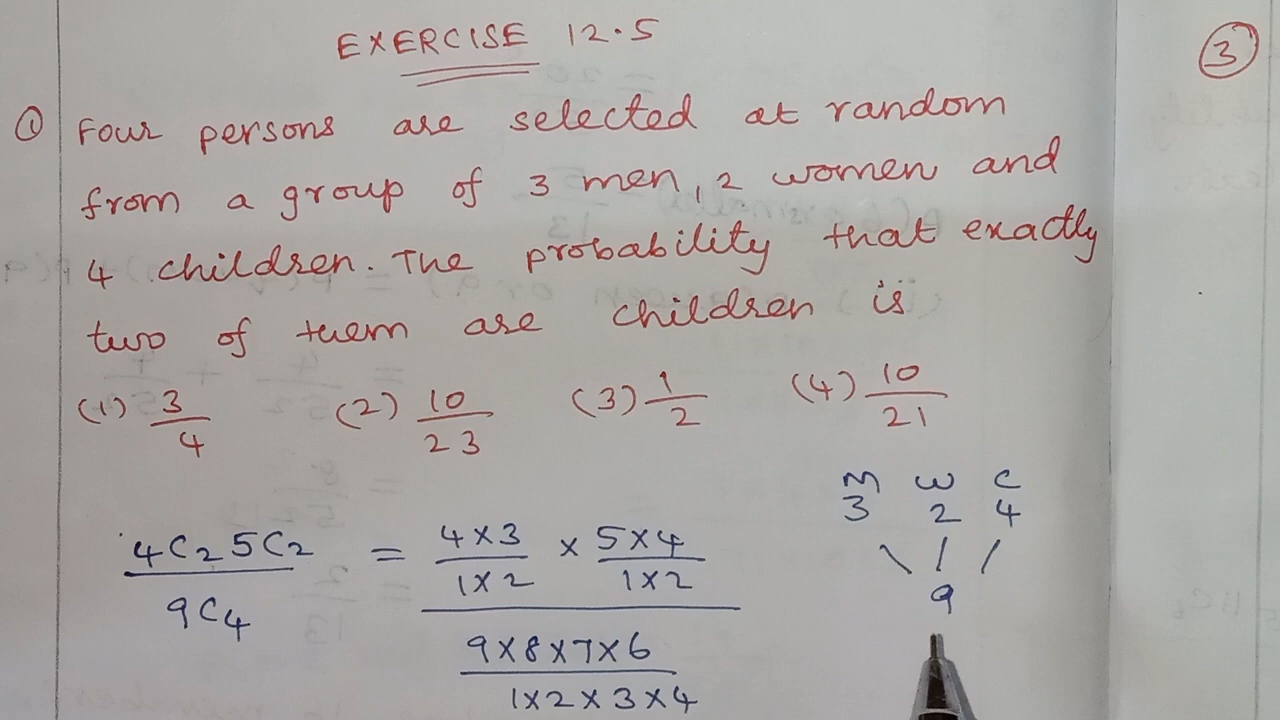 EXERCISE 12.5
3
① Four persons are selected at random
from a group of 3 men, 2 women and
4 children. The probability that exactly
two of them are children is
(1) 3/4 (2) 10/23 (3) 1/2 (4) 10/21
M W C
3 2 4
9
4C₂ 5C₂ / 9C₄ = 4×3 / 1×2 × 5×4 / 1×2
9×8×7×6 / 1×2×3×4